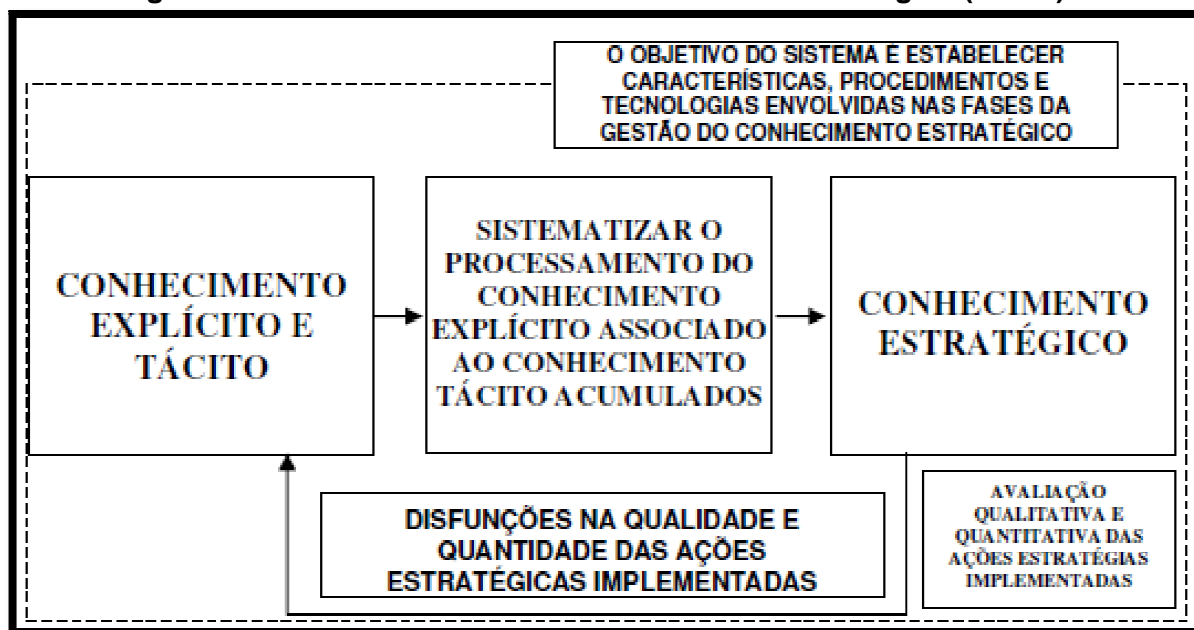 O OBJETIVO DO SISTEMA É ESTABELECER
CARACTERÍSTICAS, PROCEDIMENTOS E
TECNOLOGIAS ENVOLVIDAS NAS FASES DA
GESTÃO DO CONHECIMENTO ESTRATÉGICO
CONHECIMENTO
EXPLÍCITO E
TÁCITO
SISTEMATIZAR O
PROCESSAMENTO DO
CONHECIMENTO
EXPLÍCITO ASSOCIADO
AO CONHECIMENTO
TÁCITO ACUMULADOS
CONHECIMENTO
ESTRATÉGICO
DISFUNÇÕES NA QUALIDADE E
QUANTIDADE DAS AÇÕES
ESTRATÉGICAS IMPLEMENTADAS
AVALIAÇÃO
QUALITATIVA E
QUANTITATIVA DAS
AÇÕES ESTRATÉGIAS
IMPLEMENTADAS